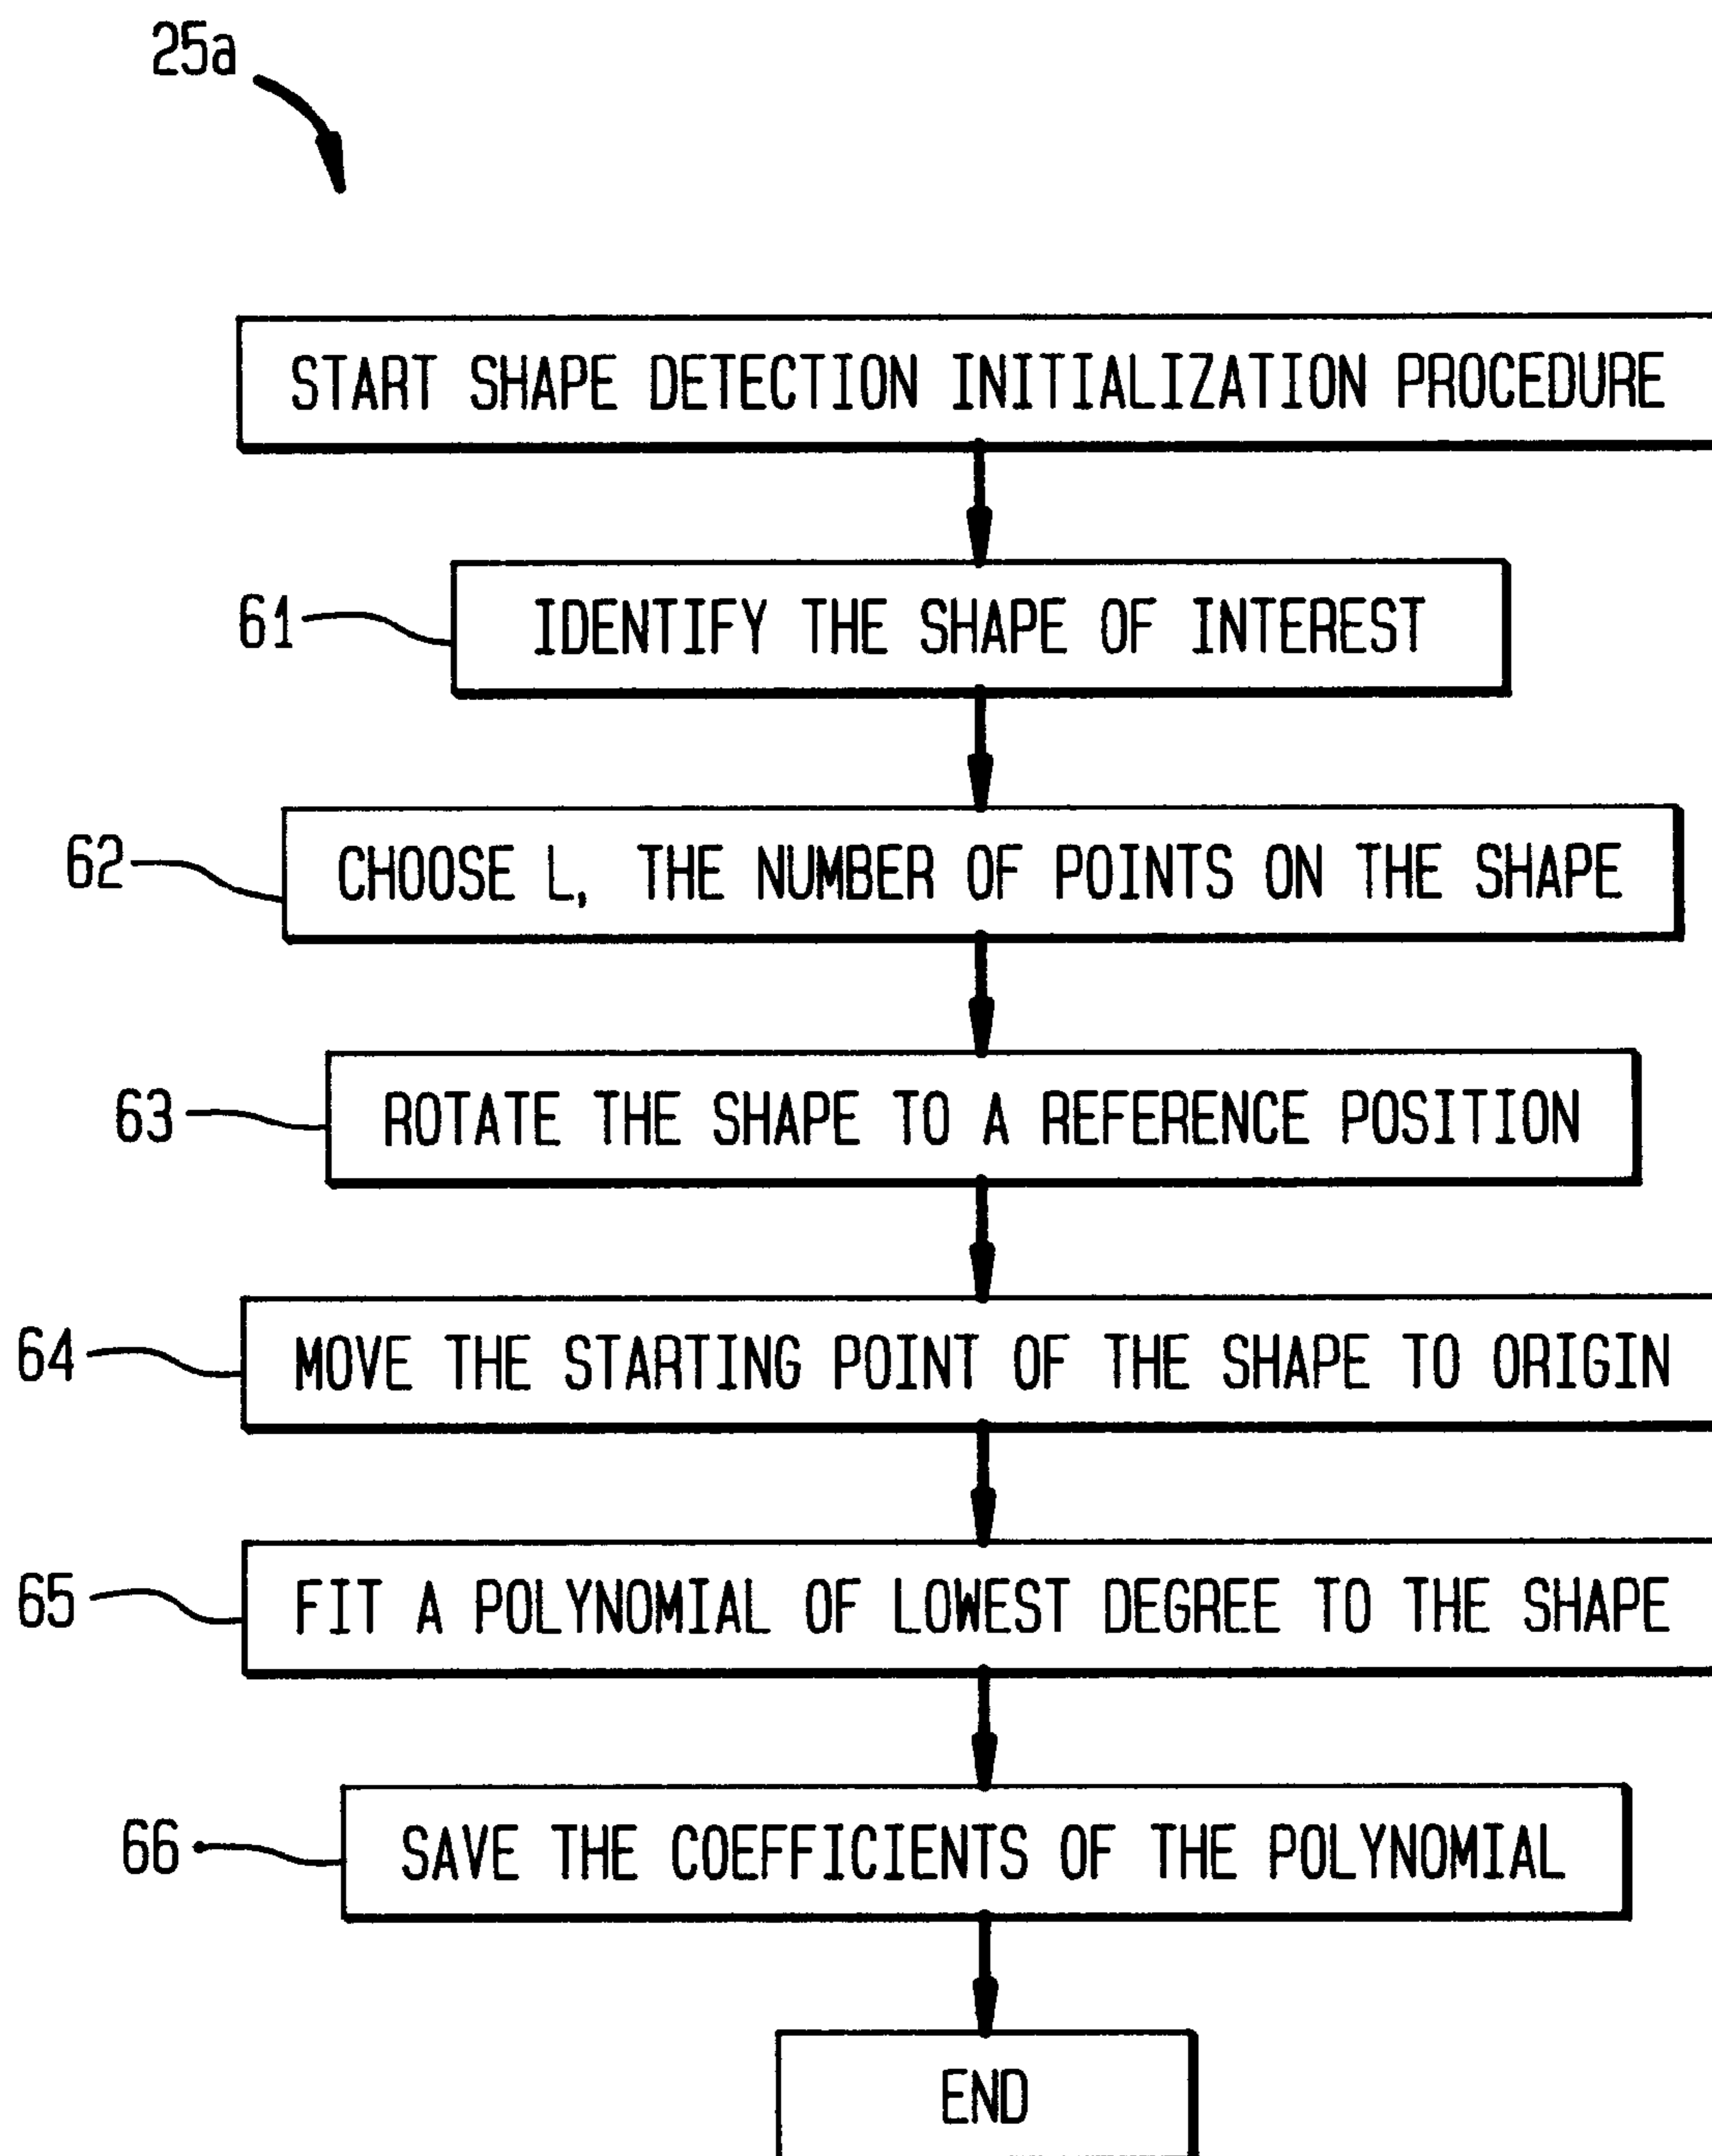 25a
START SHAPE DETECTION INITIALIZATION PROCEDURE
61
IDENTIFY THE SHAPE OF INTEREST
62
CHOOSE L, THE NUMBER OF POINTS ON THE SHAPE
63
ROTATE THE SHAPE TO A REFERENCE POSITION
64
MOVE THE STARTING POINT OF THE SHAPE TO ORIGIN
65
FIT A POLYNOMIAL OF LOWEST DEGREE TO THE SHAPE
66
SAVE THE COEFFICIENTS OF THE POLYNOMIAL
END